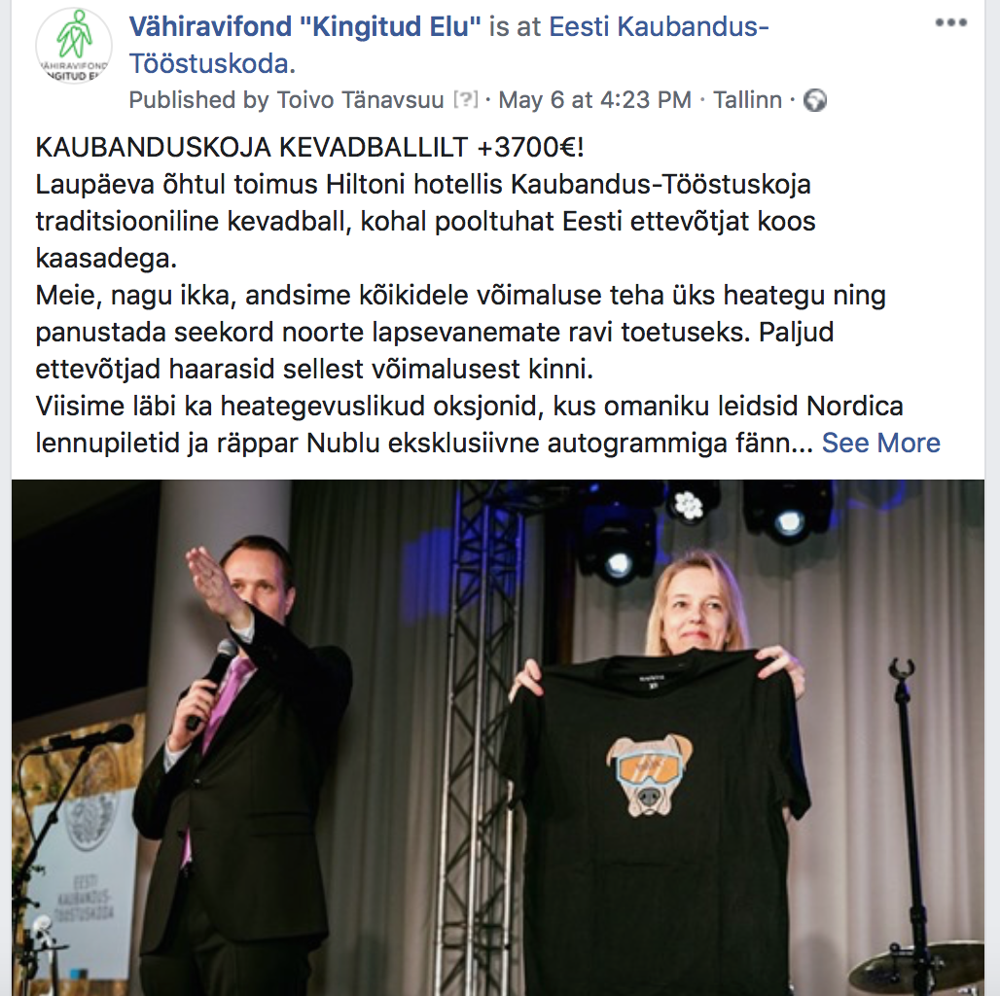 Vähiravifond "Kingitud Elu" is at Eesti Kaubandus-
Tööstuskoda.
Published by Toivo Tänavsuu [?] · May 6 at 4:23 PM · Tallinn ·
KAUBANDUSKOJA KEVADBALLILT +3700€!
Laupäeva õhtul toimus Hiltoni hotellis Kaubandus-Tööstuskoja
traditsiooniline kevadball, kohal pooltuhat Eesti ettevõtjat koos
kaasadega.
Meie, nagu ikka, andsime kõikidele võimaluse teha üks heategu ning
panustada seekord noorte lapsevanemate ravi toetuseks. Paljud
ettevõtjad haarasid sellest võimalusest kinni.
Viisime läbi ka heategevuslikud oksjonid, kus omaniku leidsid Nordica
lennupiletid ja räppar Nublu eksklusiivne autogrammiga fänn... See More
EESTI
KAUBANDUS-
TÖÖSTUSKODA